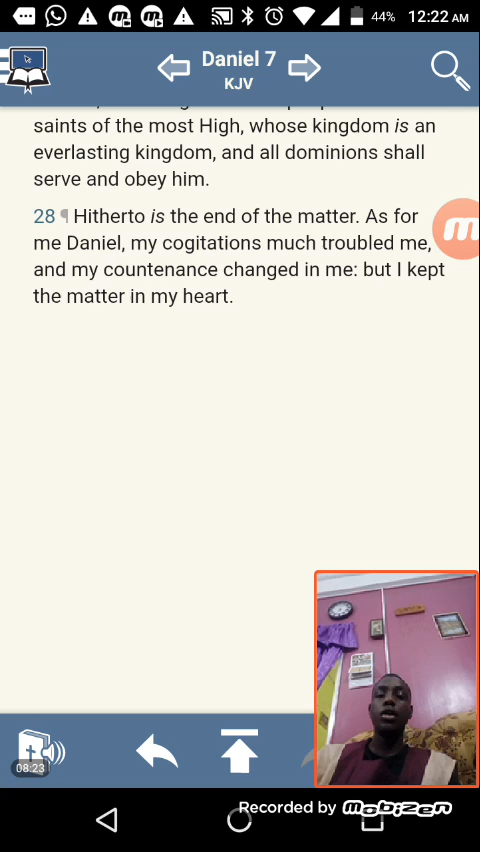 44% 12:22 AM
Daniel 7
KJV
saints of the most High, whose kingdom is an
everlasting kingdom, and all dominions shall
serve and obey him.
28 ¶ Hitherto is the end of the matter. As for
me Daniel, my cogitations much troubled me,
and my countenance changed in me: but I kept
the matter in my heart.
08:23
Recorded by mobizen